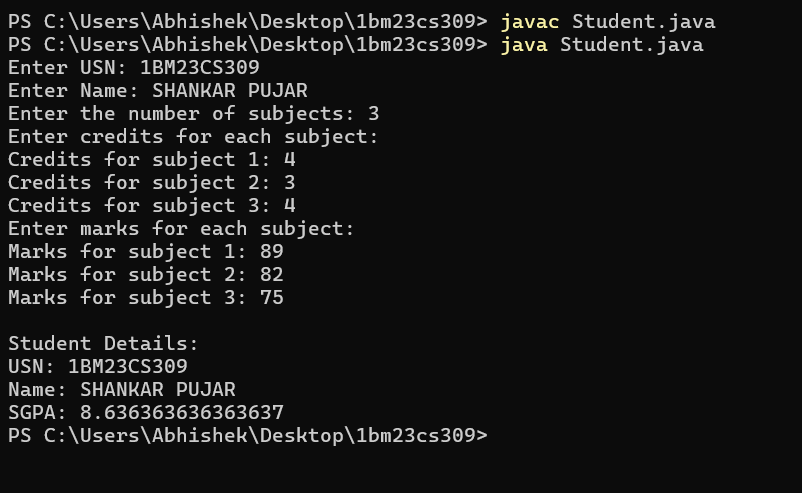 PS C:\Users\Abhishek\Desktop\1bm23cs309> javac Student.java
PS C:\Users\Abhishek\Desktop\1bm23cs309> java Student.java
Enter USN: 1BM23CS309
Enter Name: SHANKAR PUJAR
Enter the number of subjects: 3
Enter credits for each subject:
Credits for subject 1: 4
Credits for subject 2: 3
Credits for subject 3: 4
Enter marks for each subject:
Marks for subject 1: 89
Marks for subject 2: 82
Marks for subject 3: 75
Student Details:
USN: 1BM23CS309
Name: SHANKAR PUJAR
SGPA: 8.636363636363637
PS C:\Users\Abhishek\Desktop\1bm23cs309>